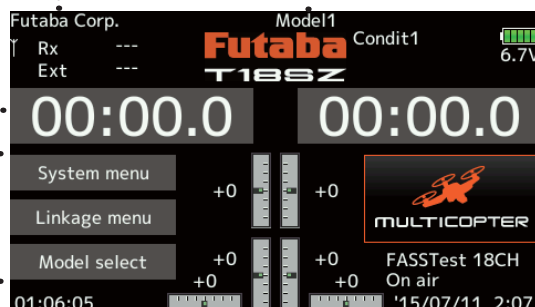 Futaba Corp.
Model1
Rx ---
Ext ---
Futaba
T18SZ
Condit1
6.7V
00:00.0
00:00.0
System menu
+0
+0
Linkage menu
MULTICOPTER
Model select
+0
+0
FASSTest 18CH
+0
+0
On air
01:06:05
'15/07/11 2:07